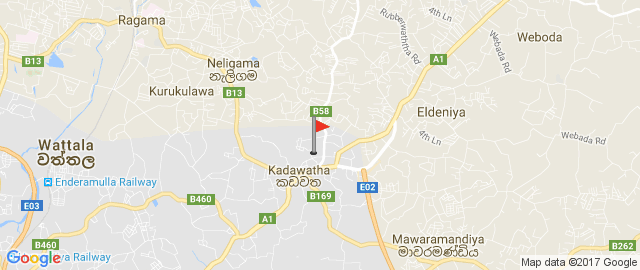 Ragama
4th Ln
Rubberwaththa Rd
Weboda
Webada Rd
B13
A1
Neligama
නැලිගම
Kurukulawa
B13
B58
Eldeniya
4th Ln
Webada Rd
Wattala
වත්තල
Kadawatha
කඩවත
Enderamulla Railway
E02
B460
B169
E03
A1
B460
Mawaramandiya
මාවරමණ්ඩිය
B262
ya Railway
Google
Map data ©2017 Google